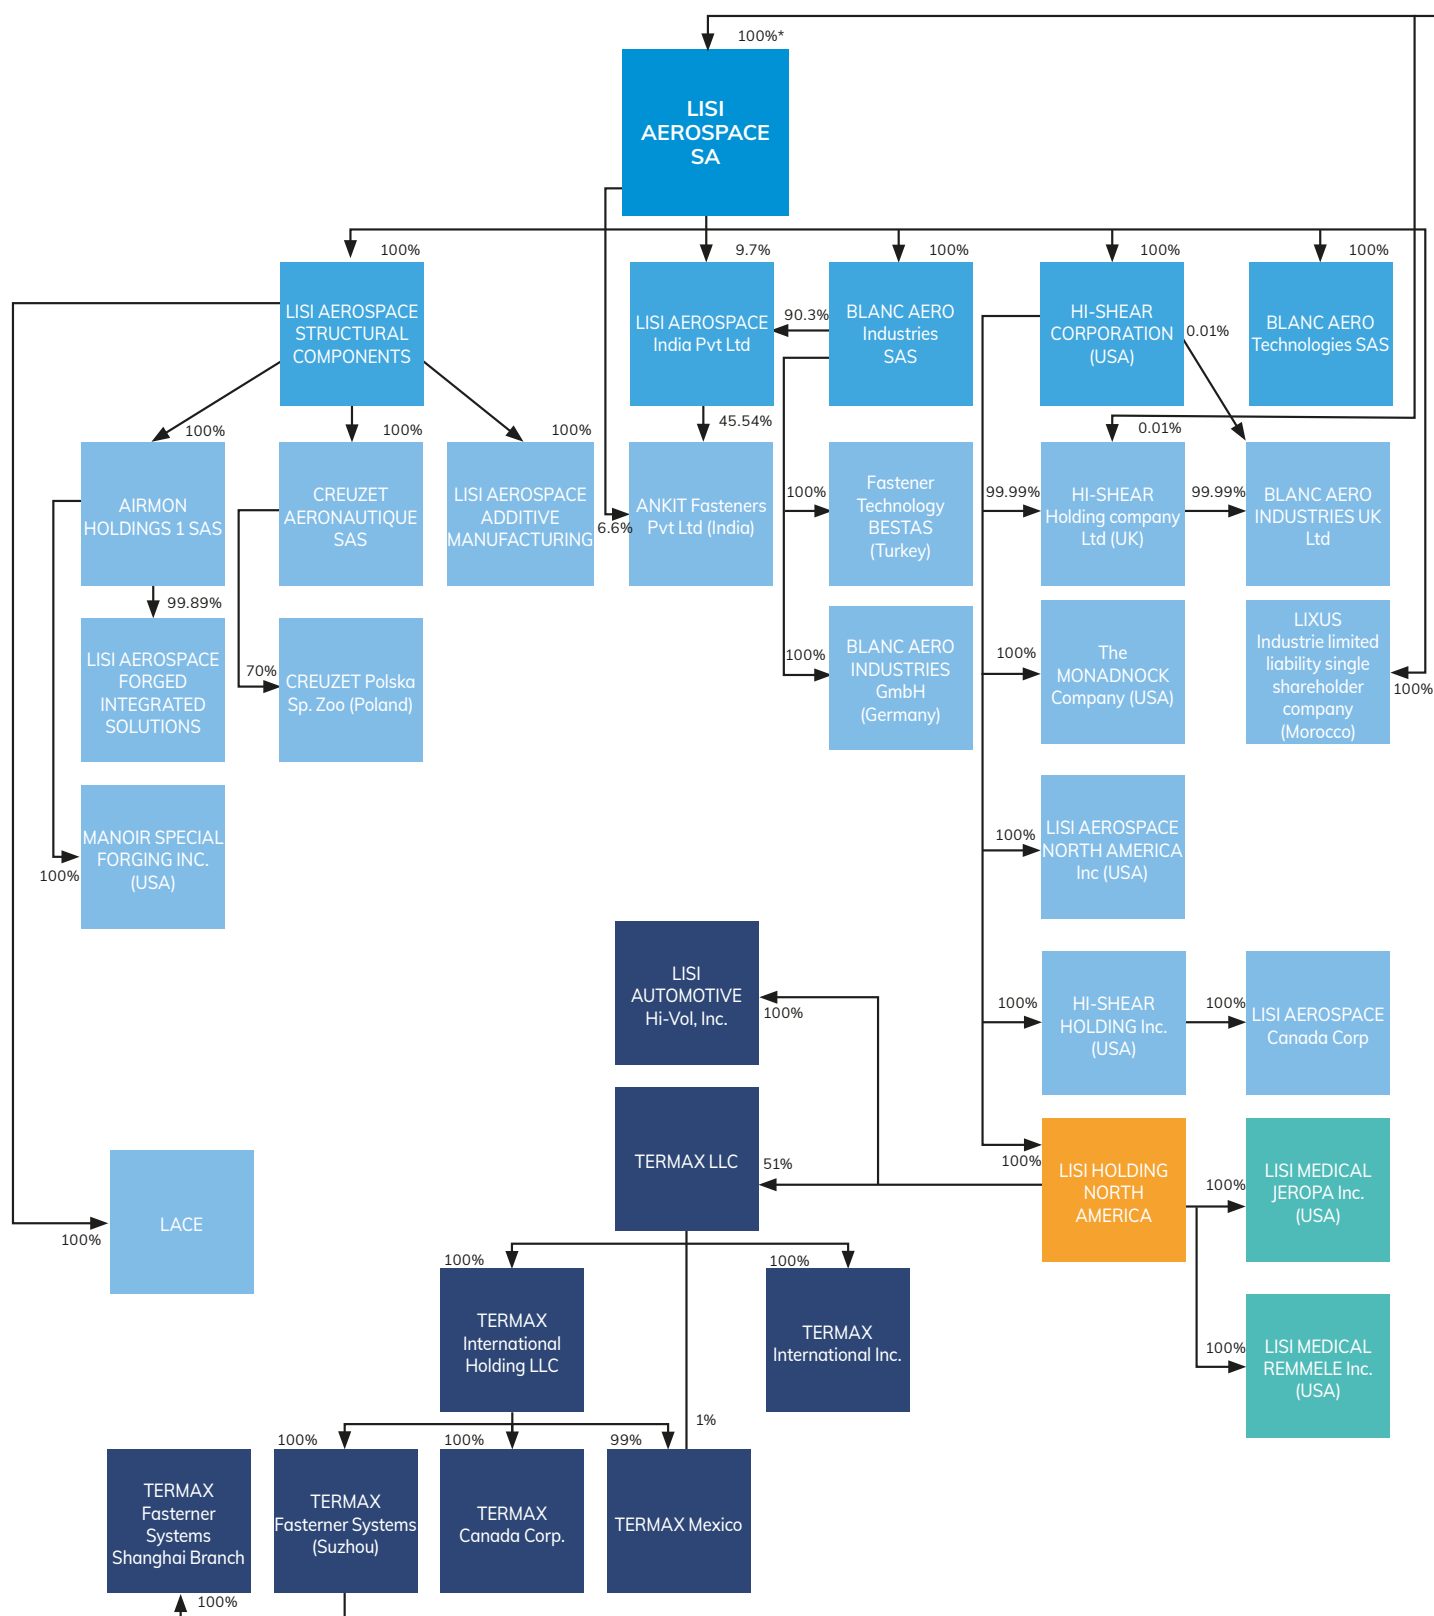 100%*
LISI
AEROSPACE
SA
100%
9.7%
100%
100%
100%
LISI AEROSPACE
STRUCTURAL
COMPONENTS
LISI AEROSPACE
India Pvt Ltd
90.3%
BLANC AERO
Industries
SAS
HI-SHEAR
CORPORATION
(USA)
0.01%
BLANC AERO
Technologies SAS
100%
100%
100%
45.54%
0.01%
AIRMON
HOLDINGS 1 SAS
CREUZET
AERONAUTIQUE
SAS
LISI AEROSPACE
ADDITIVE
MANUFACTURING
6.6%
ANKIT Fasteners
Pvt Ltd (India)
100%
Fastener
Technology
BESTAS
(Turkey)
99.99%
HI-SHEAR
Holding company
Ltd (UK)
99.99%
BLANC AERO
INDUSTRIES UK
Ltd
99.89%
LISI AEROSPACE
FORGED
INTEGRATED
SOLUTIONS
70%
CREUZET Polska
Sp. Zoo (Poland)
100%
BLANC AERO
INDUSTRIES
GmbH
(Germany)
100%
The
MONADNOCK
Company (USA)
LIXUS
Industrie limited
liability single
shareholder
company
(Morocco)
100%
MANOIR SPECIAL
FORGING INC.
(USA)
100%
100%
LISI AEROSPACE
NORTH AMERICA
Inc (USA)
LISI
AUTOMOTIVE
Hi-Vol, Inc.
100%
100%
HI-SHEAR
HOLDING Inc.
(USA)
100%
LISI AEROSPACE
Canada Corp
TERMAX LLC
51%
100%
LISI HOLDING
NORTH
AMERICA
100%
LISI MEDICAL
JEROPA Inc.
(USA)
LACE
100%
100%
TERMAX
International
Holding LLC
100%
TERMAX
International Inc.
100%
LISI MEDICAL
REMMELE Inc.
(USA)
1%
100%
100%
99%
TERMAX
Fasterner
Systems
Shanghai Branch
TERMAX
Fasterner Systems
(Suzhou)
TERMAX
Canada Corp.
TERMAX Mexico
100%